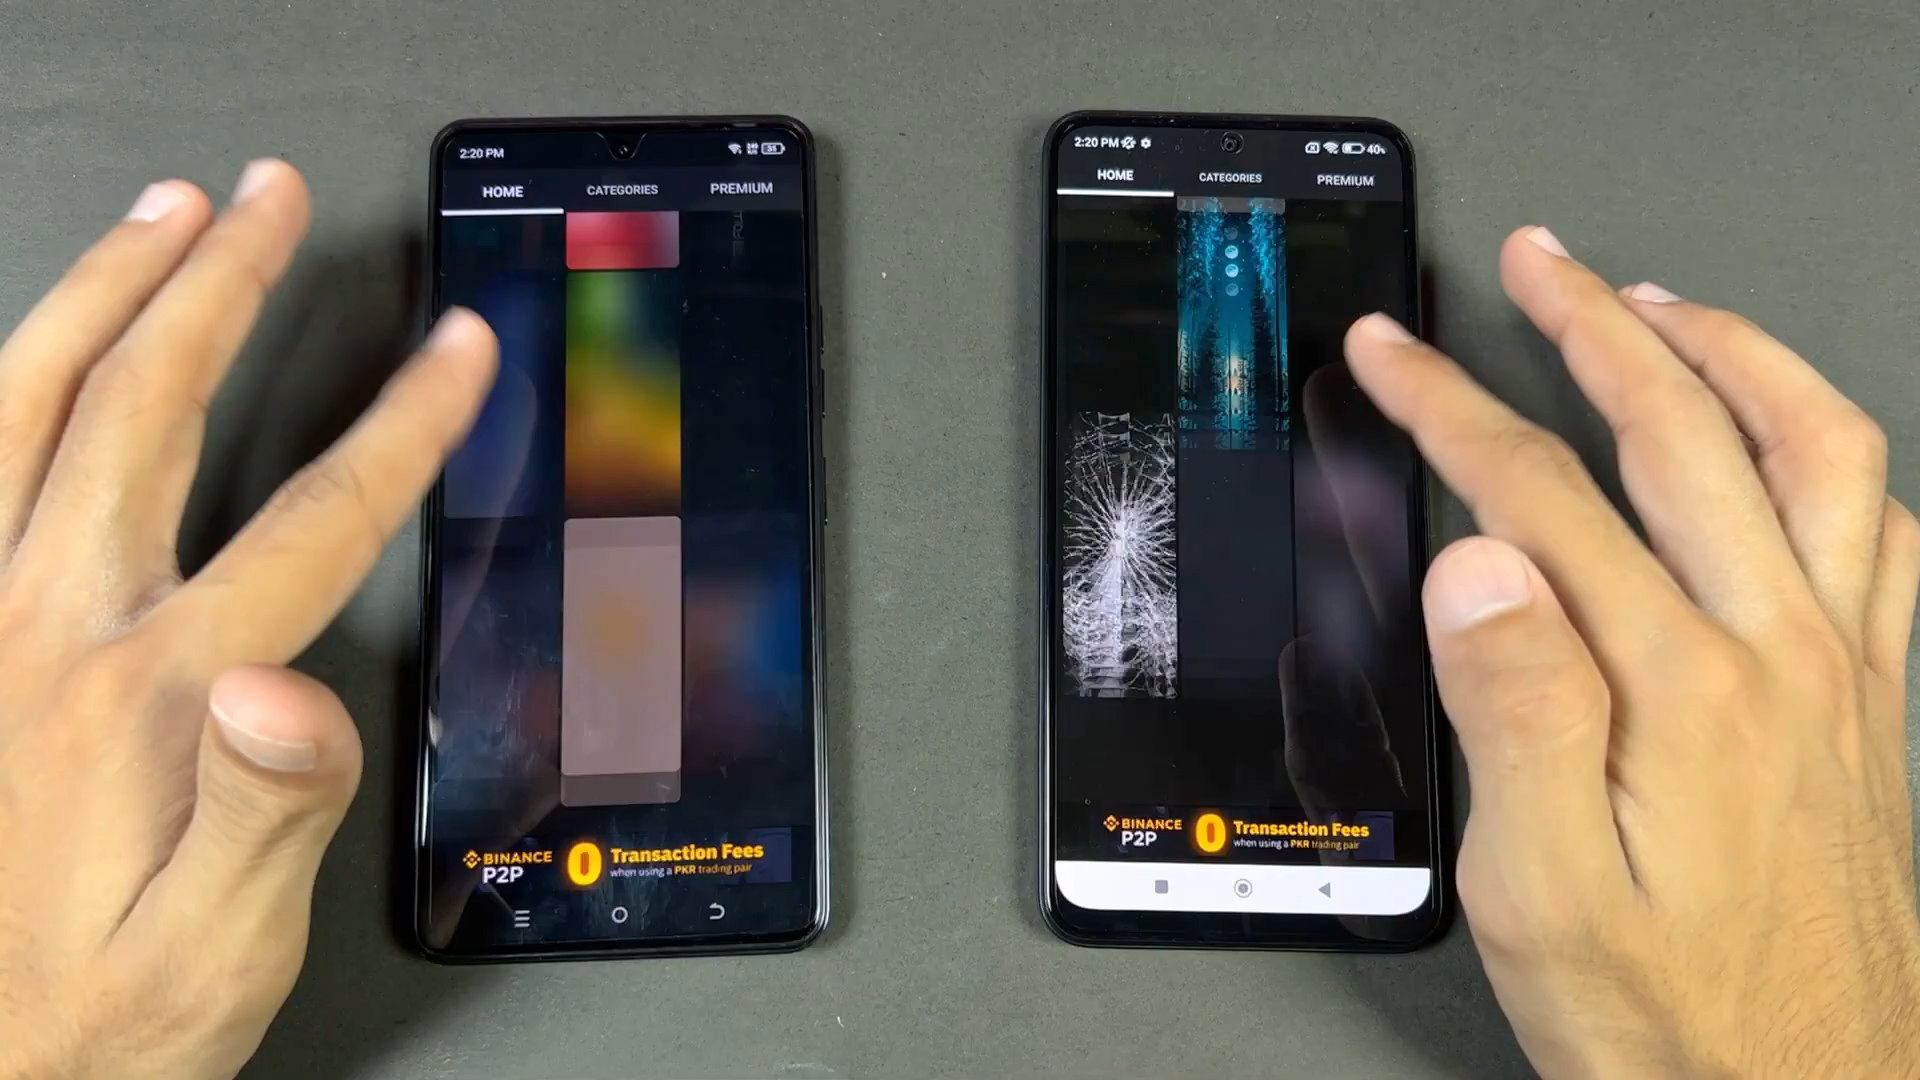 2:20 PM
35
HOME
CATEGORIES
PREMIUM
BINANCE
P2P
0
Transaction Fees
when using a PKR trading pair
2:20 PM
40%
HOME
CATEGORIES
PREMIUM
BINANCE
P2P
0
Transaction Fees
when using a PKR trading pair